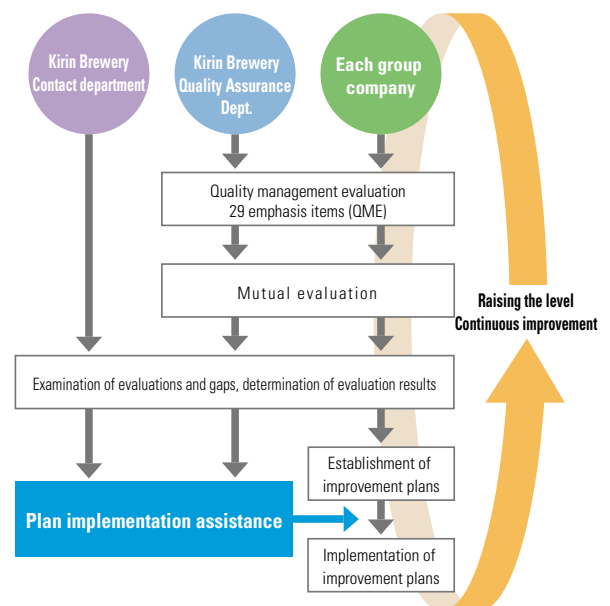 Kirin Brewery
Contact department
Kirin Brewery
Quality Assurance
Dept.
Each group
company
Quality management evaluation
29 emphasis items (QME)
Mutual evaluation
Raising the level
Continuous improvement
Examination of evaluations and gaps, determination of evaluation results
Establishment of
improvement plans
Plan implementation assistance
Implementation of
improvement plans